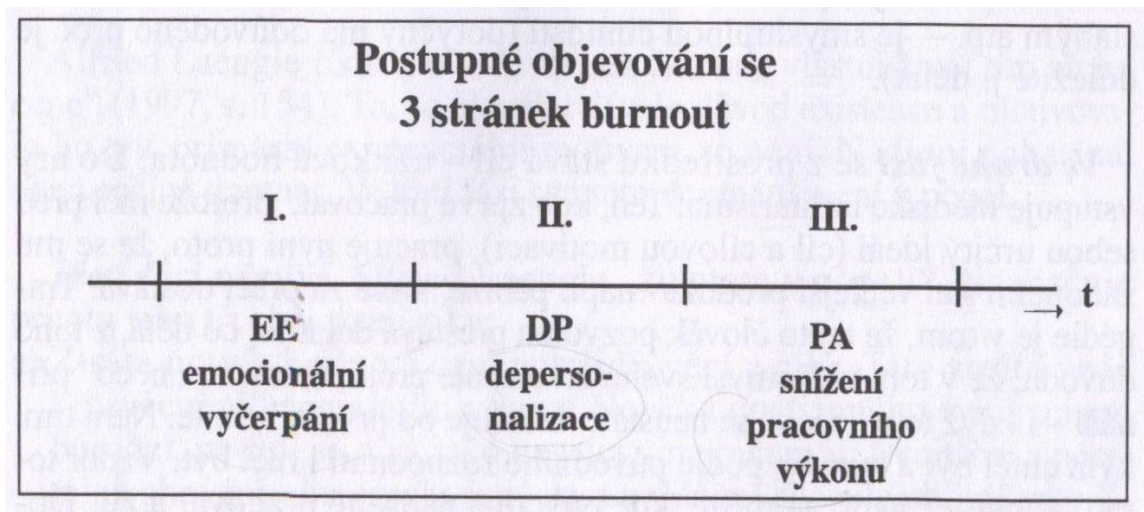 Postupné objevování se
3 stránek burnout
I.
II.
III.
t
EE
emocionální
vyčerpání
DP
deperso-
nalizace
PA
snížení
pracovního
výkonu